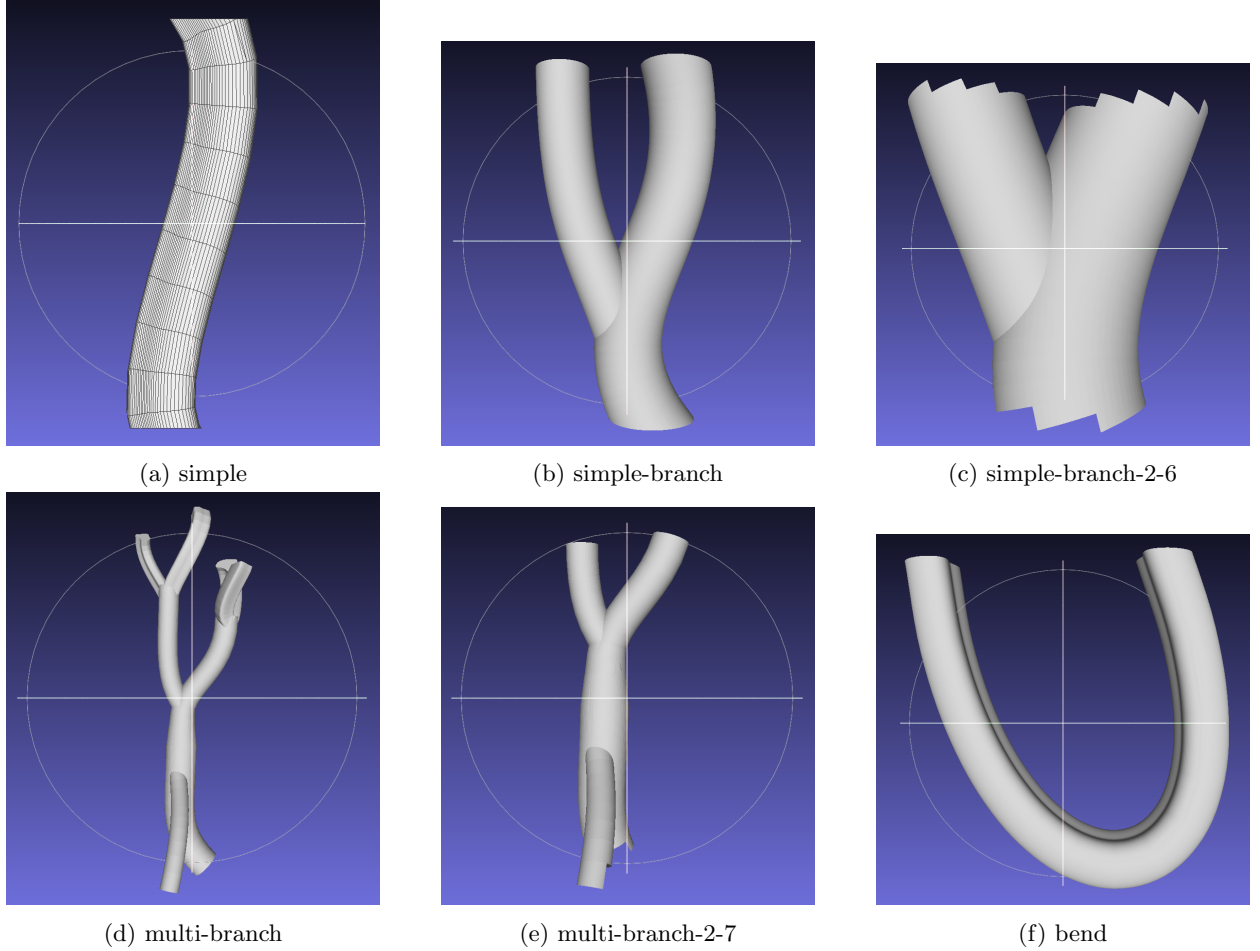 (a) simple
(b) simple-branch
(c) simple-branch-2-6
(d) multi-branch
(e) multi-branch-2-7
(f) bend